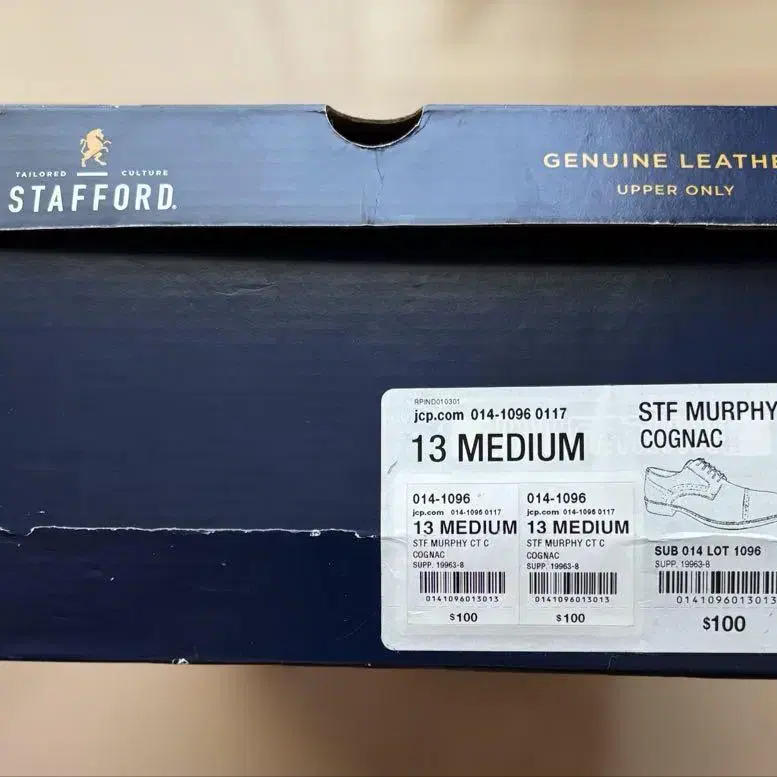 TAILORED CULTURE
STAFFORD.
GENUINE LEATHE
UPPER ONLY
RPIND010301
jcp.com 014-1096 0117
13 MEDIUM
STF MURPHY
COGNAC
014-1096
jcp.com 014-1096 0117
13 MEDIUM
STF MURPHY CT C
COGNAC
SUPP. 19963-8
0141096013013
$100
014-1096
jcp.com 014-1096 0117
13 MEDIUM
STF MURPHY CT C
COGNAC
SUPP. 19963-8
0141096013013
$100
SUB 014 LOT 1096
SUPP. 19963-8
0141096013013
$100